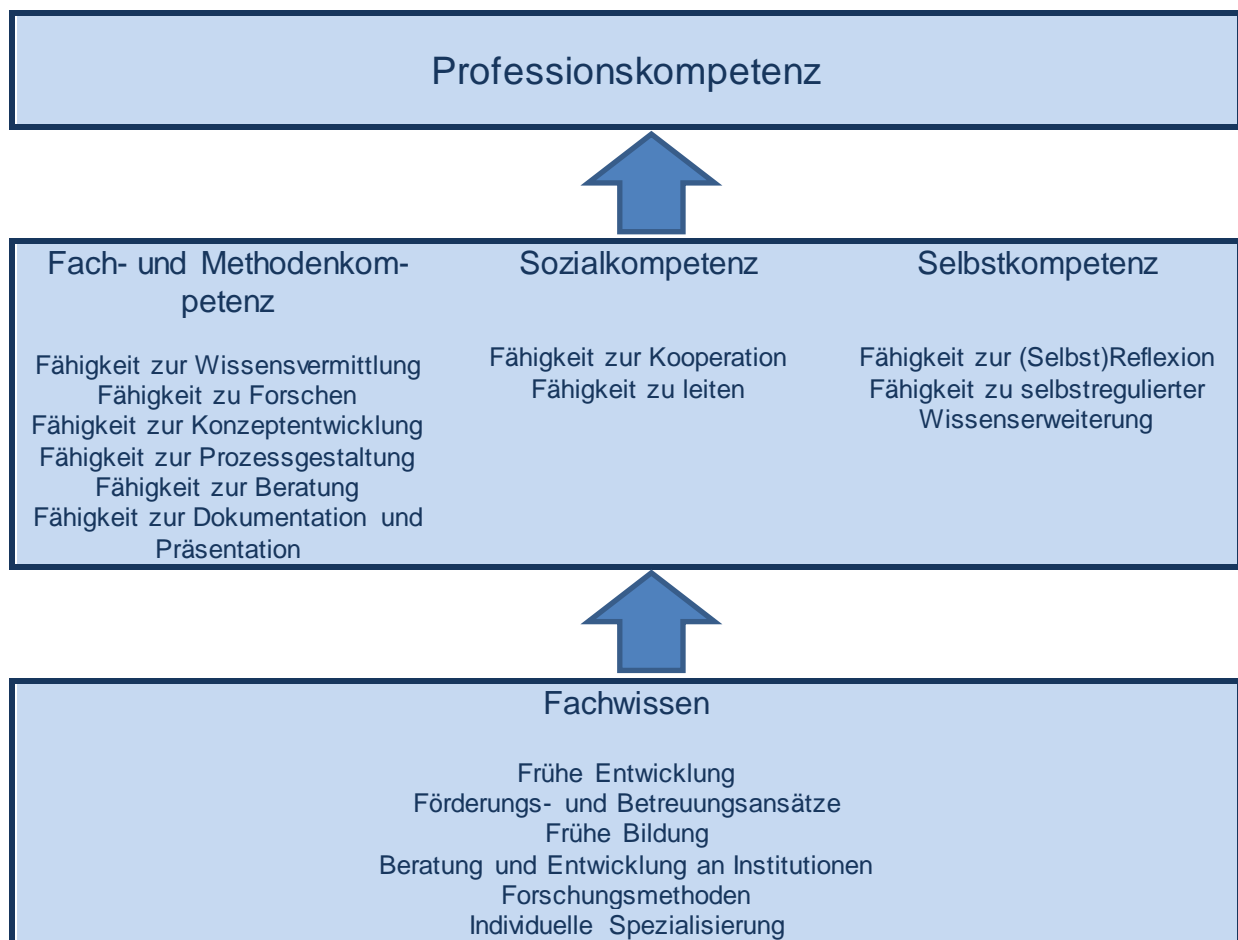 Professionskompetenz
Fach- und Methodenkom-
petenz
Fähigkeit zur Wissensvermittlung
Fähigkeit zu Forschen
Fähigkeit zur Konzeptentwicklung
Fähigkeit zur Prozessgestaltung
Fähigkeit zur Beratung
Fähigkeit zur Dokumentation und
Präsentation
Sozialkompetenz
Fähigkeit zur Kooperation
Fähigkeit zu leiten
Selbstkompetenz
Fähigkeit zur (Selbst)Reflexion
Fähigkeit zu selbstregulierter
Wissenserweiterung
Fachwissen
Frühe Entwicklung
Förderungs- und Betreuungsansätze
Frühe Bildung
Beratung und Entwicklung an Institutionen
Forschungsmethoden
Individuelle Spezialisierung